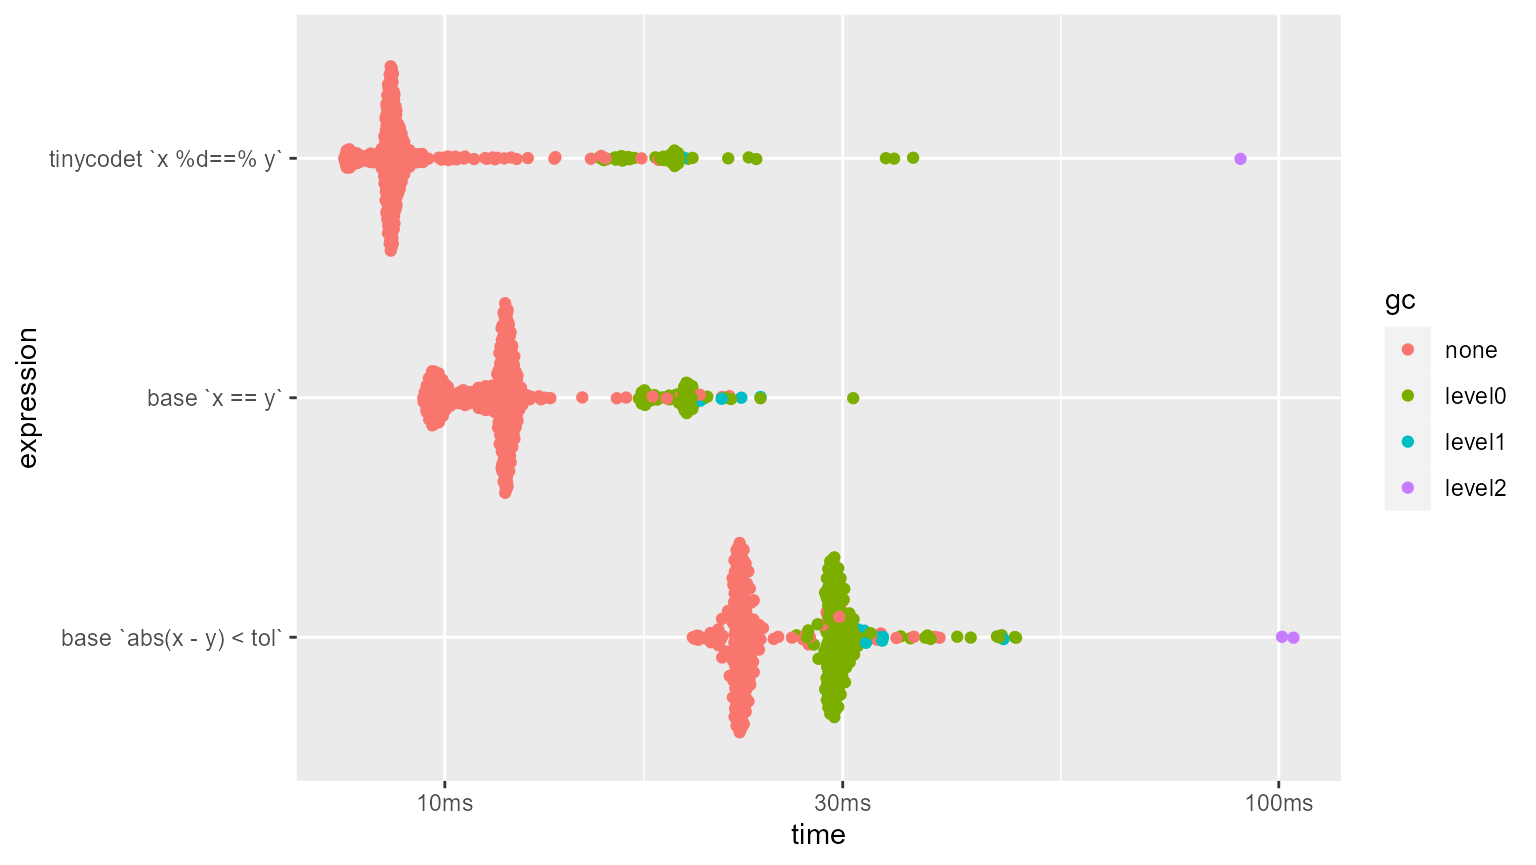 tinycodet `x %d==% y`
base `x == y`
base `abs(x - y) < tol`
expression
10ms
30ms
100ms
time
gc
none
level0
level1
level2